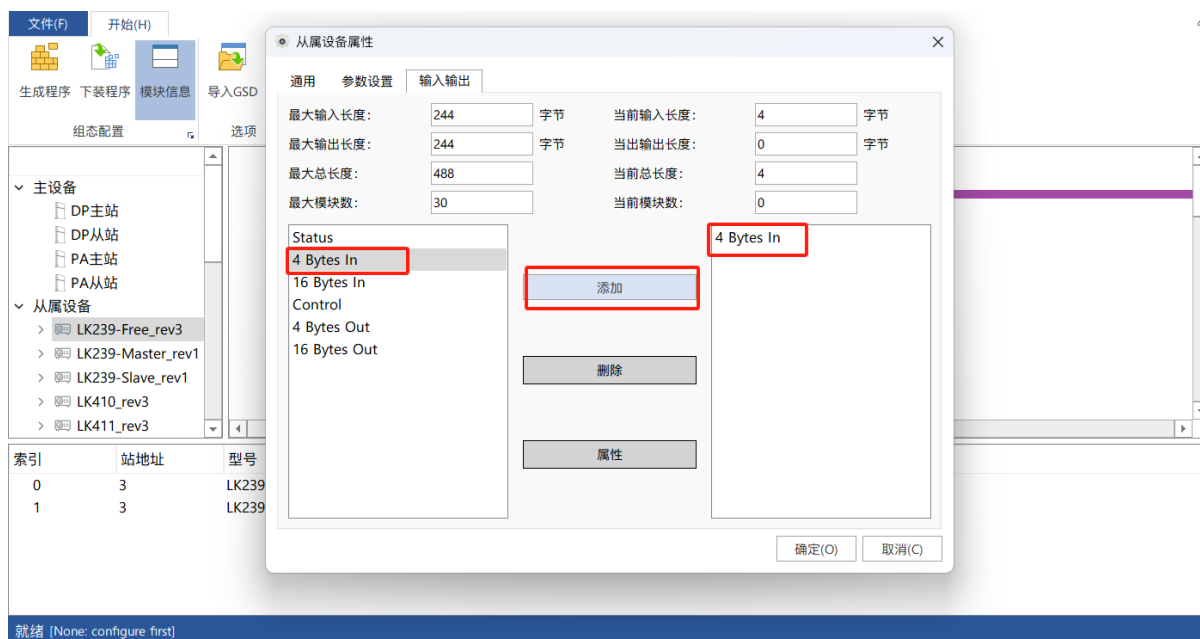 文件(F) 开始(H)
生成程序 下装程序 模块信息 导入GSD
组态配置 选项
主设备
DP主站
DP从站
PA主站
PA从站
从属设备
LK239-Free_rev3
LK239-Master_rev1
LK239-Slave_rev1
LK410_rev3
LK411_rev3
从属设备属性
通用 参数设置 输入输出
最大输入长度: 244 字节 当前输入长度: 4 字节
最大输出长度: 244 字节 当出输出长度: 0 字节
最大总长度: 488 当前总长度: 4
最大模块数: 30 当前模块数: 0
Status
4 Bytes In
16 Bytes In
Control
4 Bytes Out
16 Bytes Out
添加
删除
属性
4 Bytes In
确定(O) 取消(C)
索引 站地址 型号
0 3 LK239
1 3 LK239
就绪 [None: configure first]